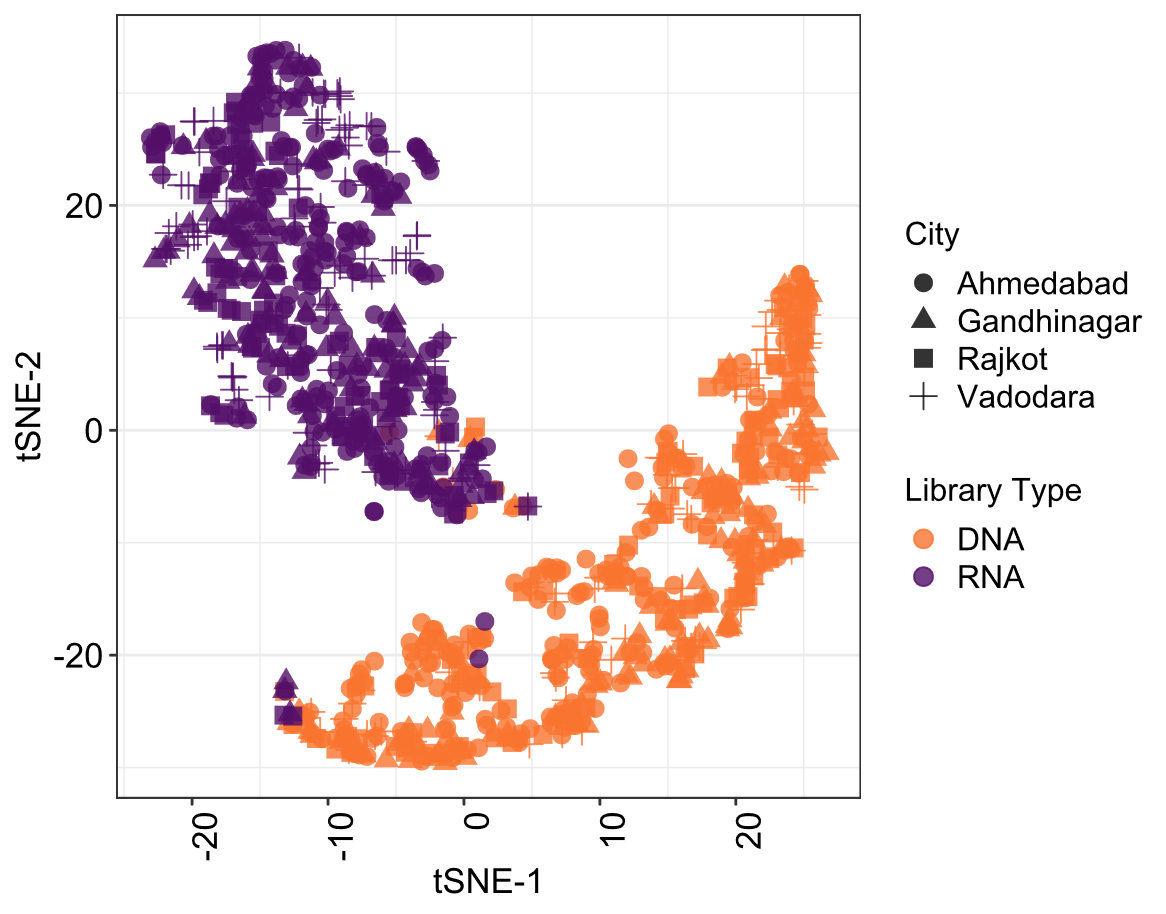 20
0
-20
tSNE-2
-20
-10
0
10
20
tSNE-1
City
Ahmedabad
Gandhinagar
Rajkot
Vadodara
Library Type
DNA
RNA